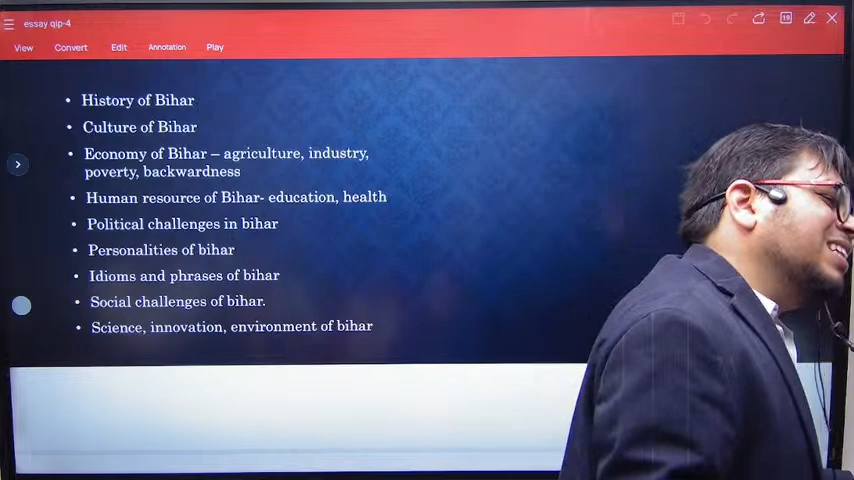 essay qip-4
19
View Convert Edit Annotation Play
• History of Bihar
• Culture of Bihar
• Economy of Bihar – agriculture, industry,
poverty, backwardness
• Human resource of Bihar- education, health
• Political challenges in bihar
• Personalities of bihar
• Idioms and phrases of bihar
• Social challenges of bihar.
• Science, innovation, environment of bihar